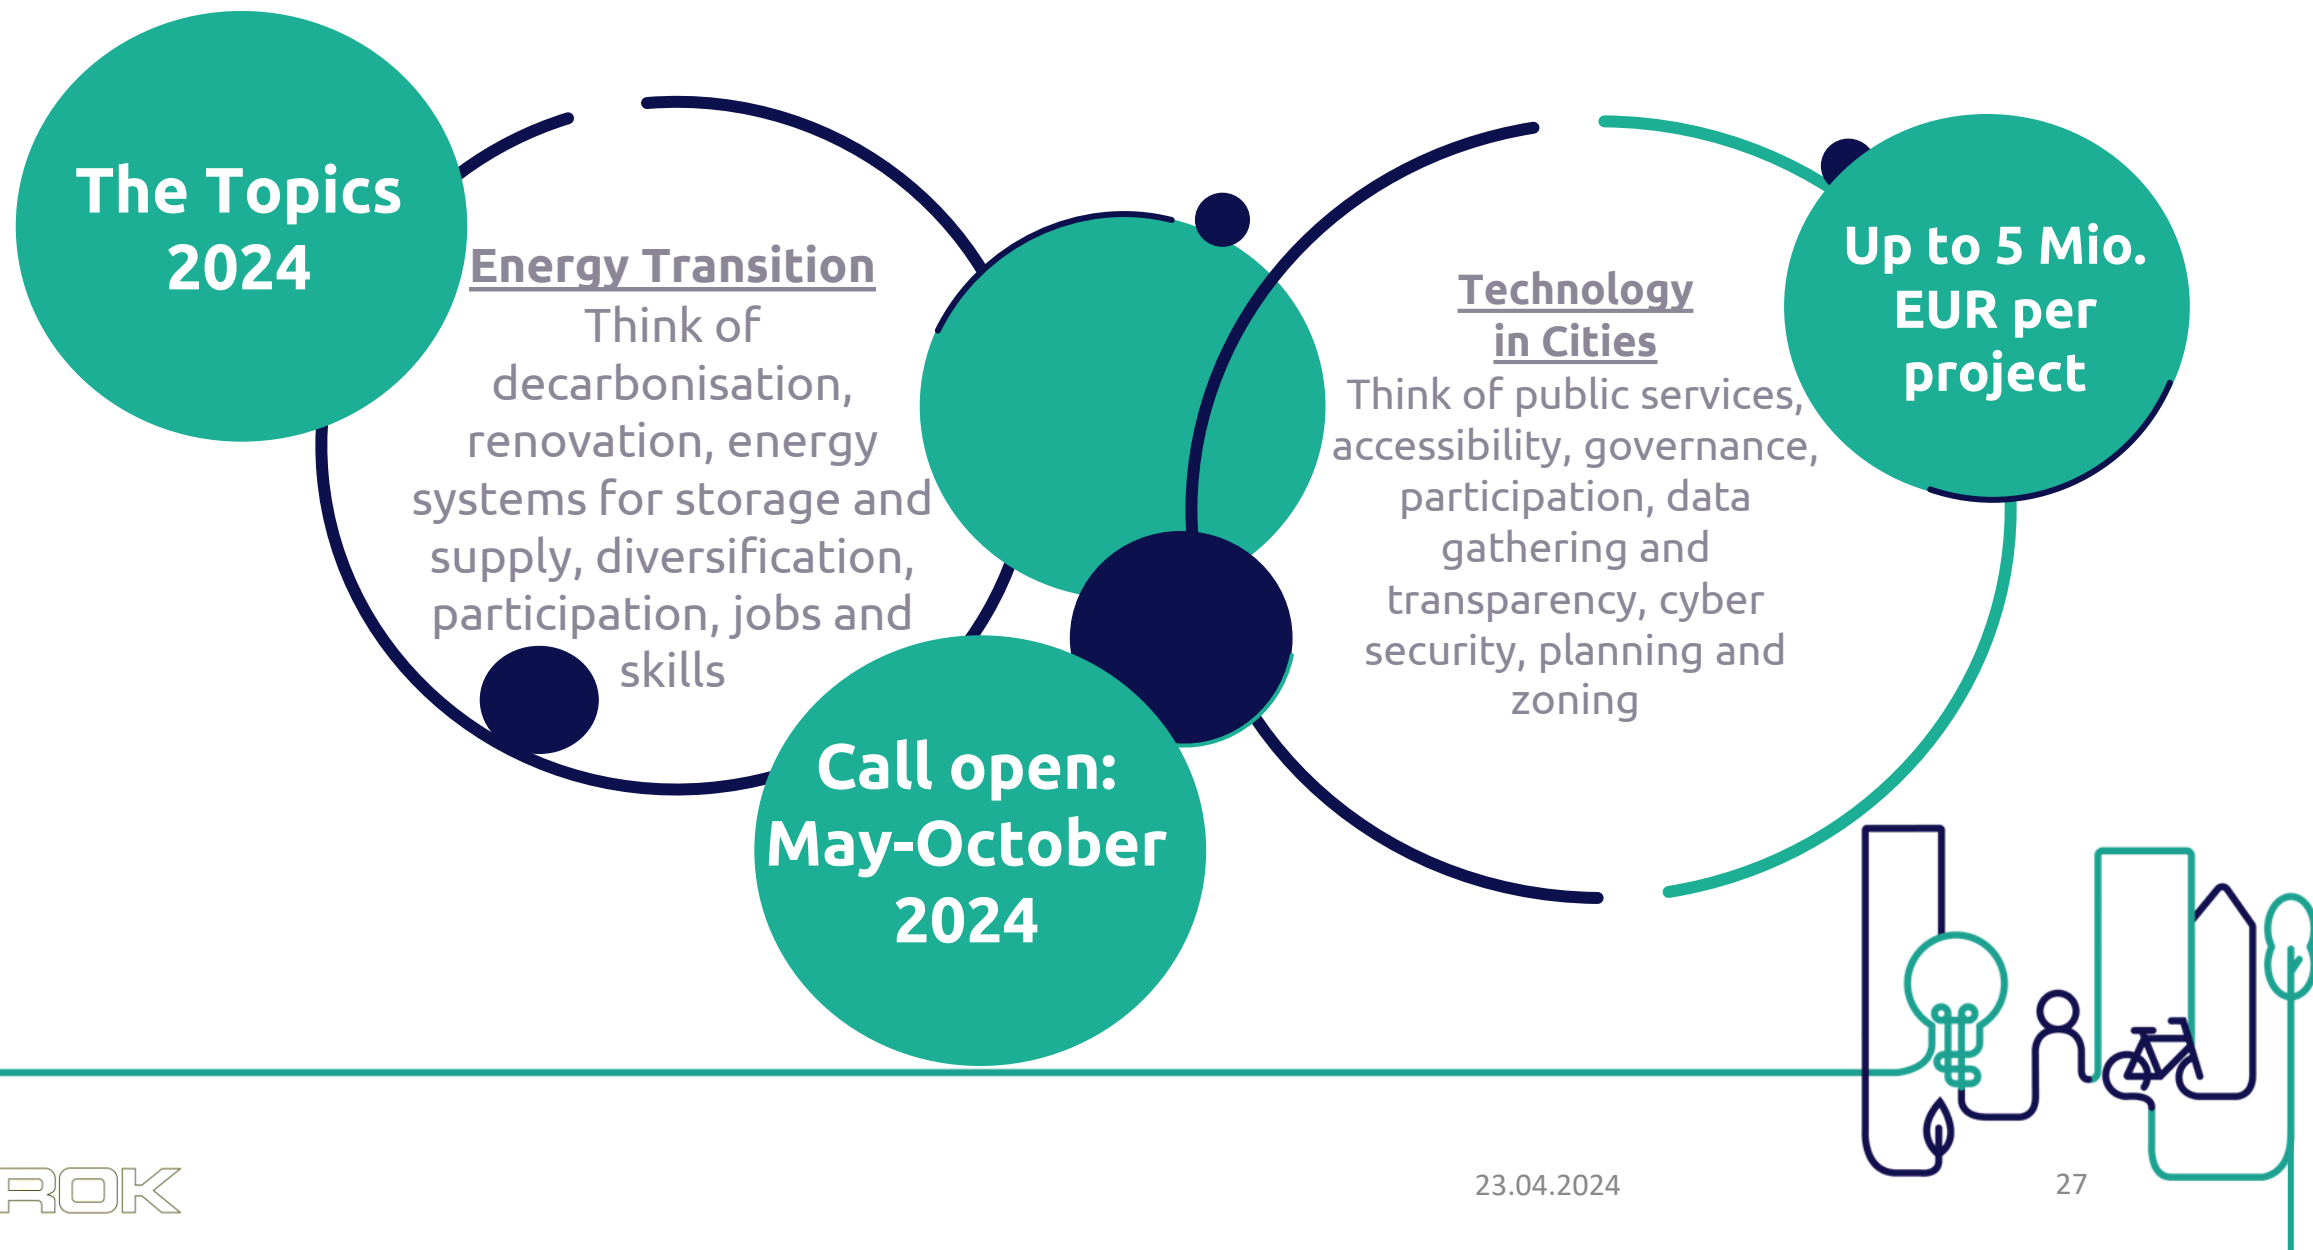 The Topics
2024
Energy Transition
Think of
decarbonisation,
renovation, energy
systems for storage and
supply, diversification,
participation, jobs and
skills
Technology
in Cities
Think of public services,
accessibility, governance,
participation, data
gathering and
transparency, cyber
security, planning and
zoning
Up to 5 Mio.
EUR per
project
Call open:
May-October
2024
ROK
23.04.2024
27